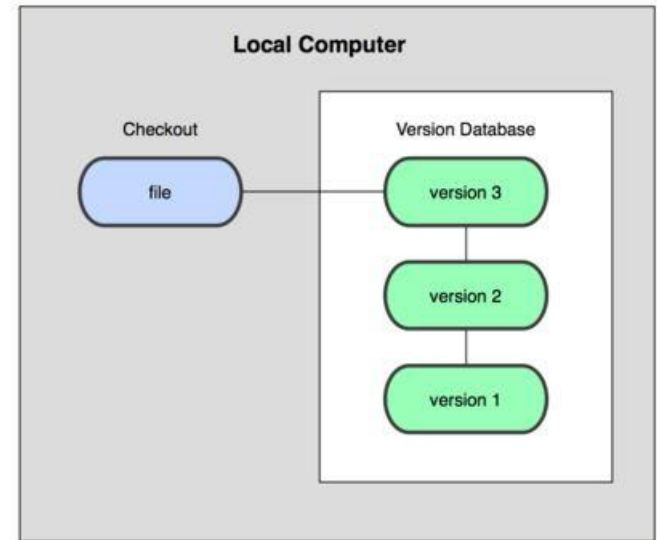 Local Computer
Checkout
Version Database
file
version 3
version 2
version 1